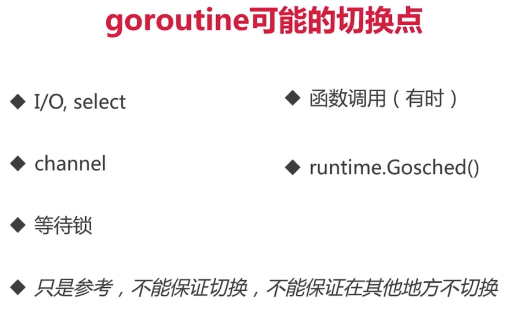 goroutine可能的切换点
◆ I/O, select
◆ 函数调用（有时）
◆ channel
◆ runtime.Gosched()
◆ 等待锁
◆ 只是参考，不能保证切换，不能保证在其他地方不切换